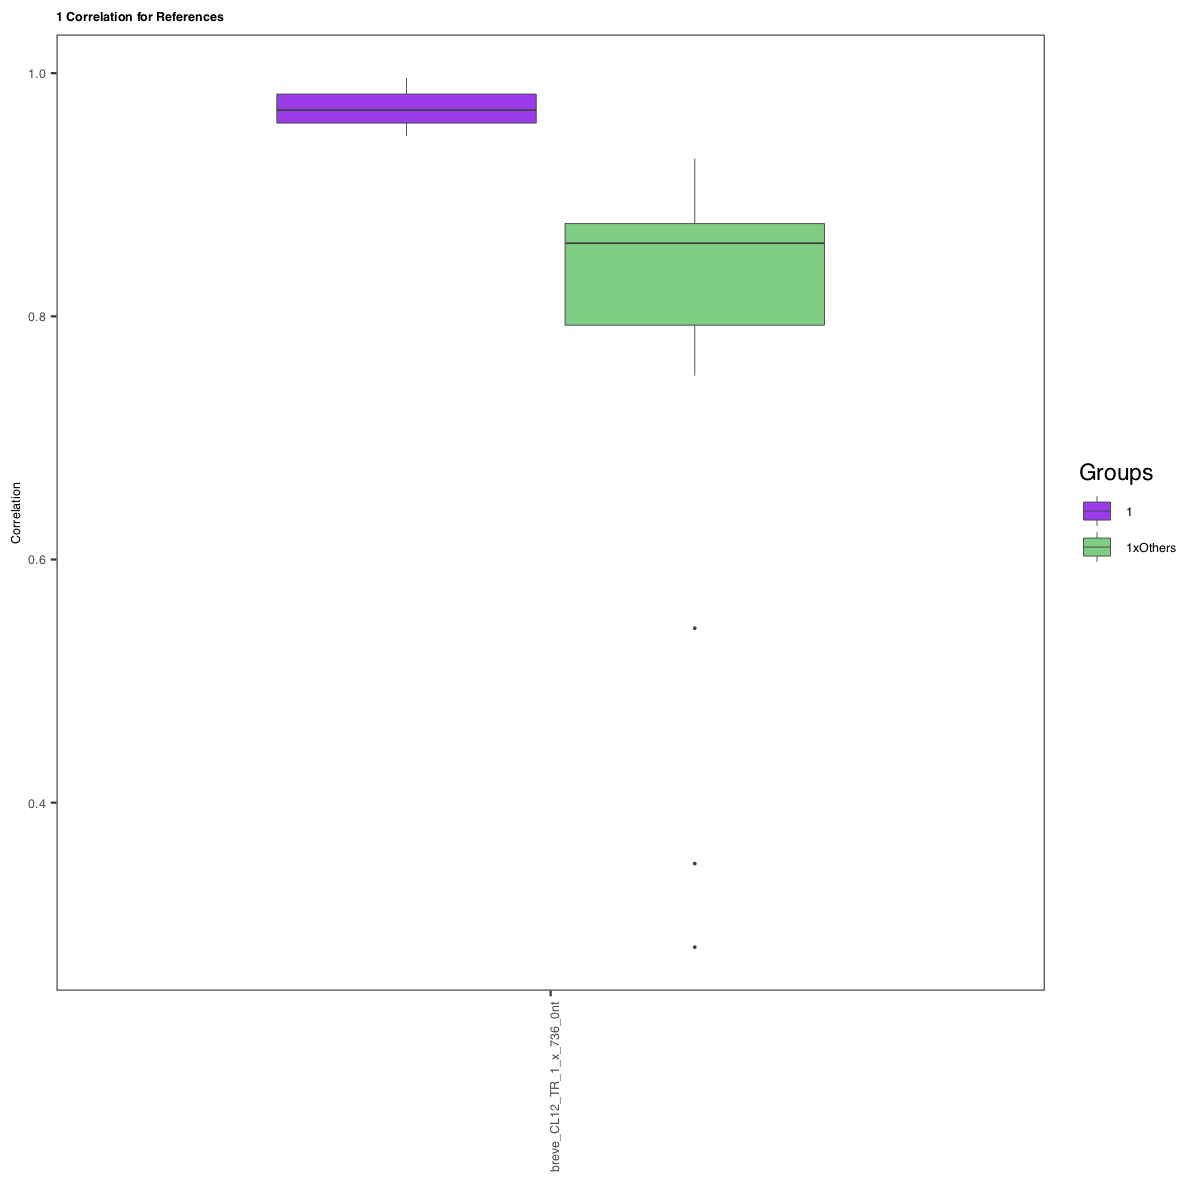 1 Correlation for References
1.0
0.8
0.6
0.4
Correlation
breve_CL12_TR_1_x_736_0nt
Groups
1
1xOthers